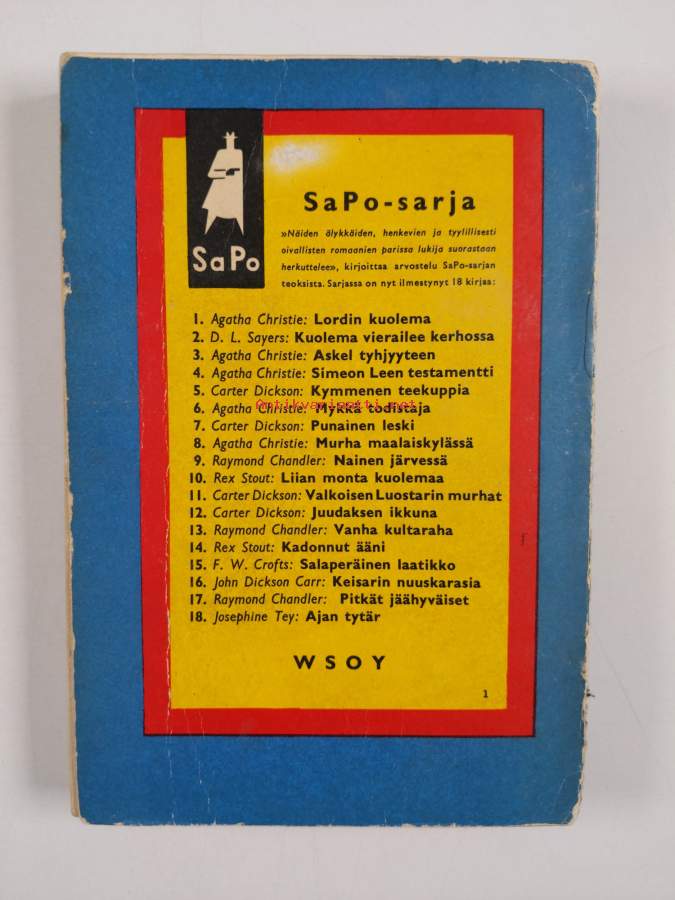 SaPo
SaPo-sarja
»Näiden älykkäiden, henkevien ja tyylillisesti
oivallisten romaanien parissa lukija suorastaan
herkuttelee», kirjoittaa arvostelu SaPo-sarjan
teoksista. Sarjassa on nyt ilmestynyt 18 kirjaa:
1. Agatha Christie: Lordin kuolema
2. D. L. Sayers: Kuolema vierailee kerhossa
3. Agatha Christie: Askel tyhjyyteen
4. Agatha Christie: Simeon Leen testamentti
5. Carter Dickson: Kymmenen teekuppia
Antikvariaatti.net
6. Agatha Christie: Mykkä todistaja
7. Carter Dickson: Punainen leski
8. Agatha Christie: Murha maalaiskylässä
9. Raymond Chandler: Nainen järvessä
10. Rex Stout: Liian monta kuolemaa
11. Carter Dickson: Valkoisen Luostarin murhat
12. Carter Dickson: Juudaksen ikkuna
13. Raymond Chandler: Vanha kultaraha
14. Rex Stout: Kadonnut ääni
15. F. W. Crofts: Salaperäinen laatikko
16. John Dickson Carr: Keisarin nuuskarasia
17. Raymond Chandler: Pitkät jäähyväiset
18. Josephine Tey: Ajan tytär
WSOY
1